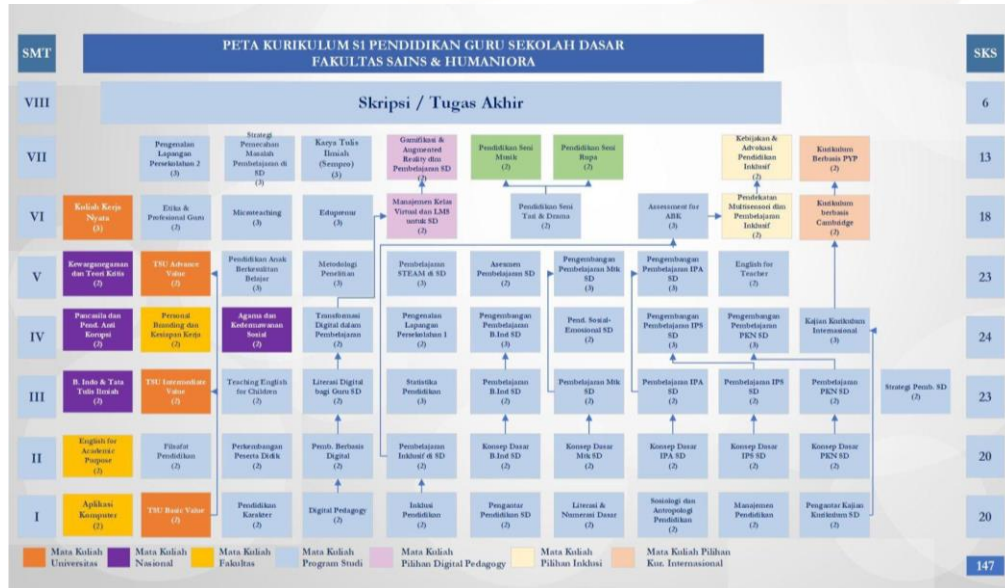 SMT
PETA KURIKULUM S1 PENDIDIKAN GURU SEKOLAH DASAR
FAKULTAS SAINS & HUMANIORA
SKS
VIII
Skripsi / Tugas Akhir
6
VII
Pengenalan
Lapangan
Persekolahan 2
(3)
Strategi
Pemecahan
Masalah
Pembelajaran di
SD
(3)
Karya Tulis
Ilmiah
(Sempro)
(3)
Gamifikasi &
Augmented
Reality dlm
Pembelajaran SD
(2)
Pendidikan Seni
Musik
(2)
Pendidikan Seni
Rupa
(2)
Kebijakan &
Advokasi
Pendidikan
Inklusif
(2)
Kurikulum
Berbasis PYP
(2)
13
VI
Kuliah Kerja
Nyata
(3)
Etika &
Profesional Guru
(2)
Microteaching
(3)
Edupreneur
(3)
Manajemen Kelas
Virtual dan LMS
untuk SD
(2)
Pendidikan Seni
Tari & Drama
(2)
Assessment for
ABK
(3)
Pendekatan
Multisensori dlm
Pembelajaran
Inklusif
(2)
Kurikulum
berbasis
Cambridge
(2)
18
V
Kewarganegaraan
dan Teori Kritis
(2)
TSU Advance
Value
(2)
Pendidikan Anak
Berkesulitan
Belajar
(3)
Metodologi
Penelitian
(3)
Pembelajaran
STEAM di SD
(3)
Asesmen
Pembelajaran SD
(2)
Pengembangan
Pembelajaran Mtk
SD
(3)
Pengembangan
Pembelajaran IPA
SD
(3)
English for
Teacher
(2)
23
IV
Pancasila dan
Pend. Anti
Korupsi
(2)
Personal
Branding dan
Kesiapan Kerja
(2)
Agama dan
Kedermawanan
Sosial
(2)
Transformasi
Digital dalam
Pembelajaran
(2)
Pengenalan
Lapangan
Persekolahan 1
(2)
Pengembangan
Pembelajaran
B.Ind SD
(3)
Pend. Sosial-
Emosional SD
(2)
Pengembangan
Pembelajaran IPS
SD
(3)
Pengembangan
Pembelajaran
PKN SD
(3)
Kajian Kurikulum
Internasional
(3)
24
III
B. Indo & Tata
Tulis Ilmiah
(2)
TSU Intermediate
Value
(2)
Teaching English
for Children
(2)
Literasi Digital
bagi Guru SD
(2)
Statistika
Pendidikan
(3)
Pembelajaran
B.Ind SD
(2)
Pembelajaran Mtk
SD
(2)
Pembelajaran IPA
SD
(2)
Pembelajaran IPS
SD
(2)
Pembelajaran
PKN SD
(2)
Strategi Pemb. SD
(2)
23
II
English for
Academic
Purpose
(2)
Filsafat
Pendidikan
(2)
Perkembangan
Peserta Didik
(2)
Pemb. Berbasis
Digital
(2)
Pembelajaran
Inklusif di SD
(2)
Konsep Dasar
B.Ind SD
(2)
Konsep Dasar
Mtk SD
(2)
Konsep Dasar
IPA SD
(2)
Konsep Dasar
IPS SD
(2)
Konsep Dasar
PKN SD
(2)
20
I
Aplikasi
Komputer
(2)
TSU Basic Value
(2)
Pendidikan
Karakter
(2)
Digital Pedagogy
(2)
Inklusi
Pendidikan
(2)
Pengantar
Pendidikan SD
(2)
Literasi &
Numerasi Dasar
(2)
Sosiologi dan
Antropologi
Pendidikan
(2)
Manajemen
Pendidikan
(2)
Pengantar Kajian
Kurikulum SD
(2)
20
Mata Kuliah
Universitas
Mata Kuliah
Nasional
Mata Kuliah
Fakultas
Mata Kuliah
Program Studi
Mata Kuliah
Pilihan Digital Pedagogy
Mata Kuliah
Pilihan Inklusi
Mata Kuliah Pilihan
Kur. Internasional
147